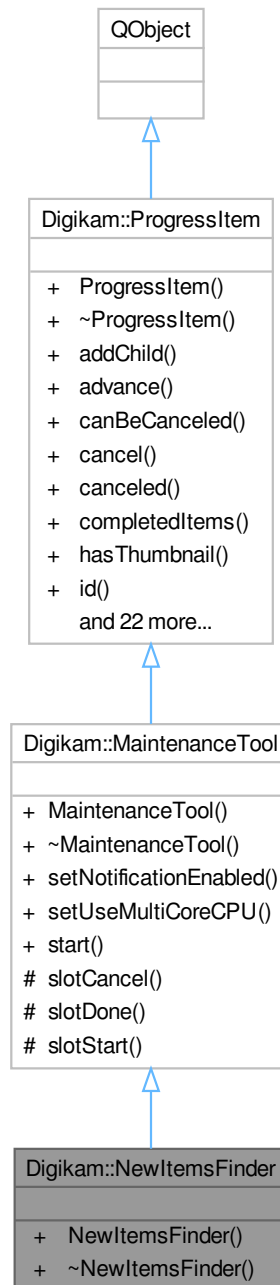 QObject
Digikam::ProgressItem
+ ProgressItem()
+ ~ProgressItem()
+ addChild()
+ advance()
+ canBeCanceled()
+ cancel()
+ canceled()
+ completedItems()
+ hasThumbnail()
+ id()
and 22 more...
Digikam::MaintenanceTool
+ MaintenanceTool()
+ ~MaintenanceTool()
+ setNotificationEnabled()
+ setUseMultiCoreCPU()
+ start()
# slotCancel()
# slotDone()
# slotStart()
Digikam::NewItemsFinder
+ NewItemsFinder()
+ ~NewItemsFinder()